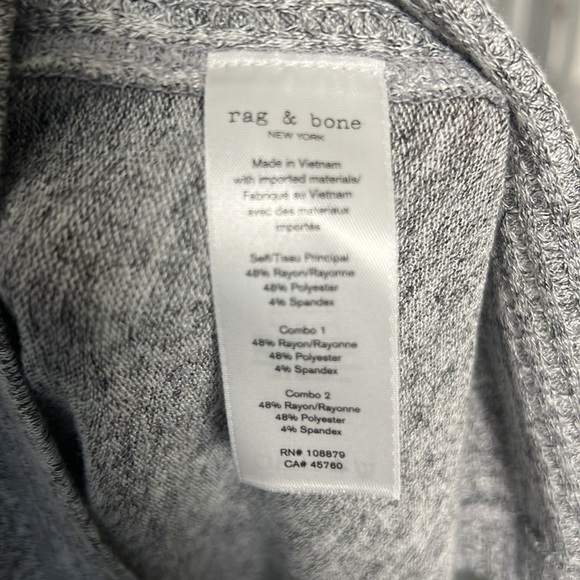 rag & bone
NEW YORK
Made in Vietnam
with imported materials/
Fabriqué au Vietnam
avec des materiaux
importés
Self/Tissu Principal
48% Rayon/Rayonne
48% Polyester
4% Spandex
Combo 1
48% Rayon/Rayonne
48% Polyester
4% Spandex
Combo 2
48% Rayon/Rayonne
48% Polyester
4% Spandex
RN# 108879
CA# 45760